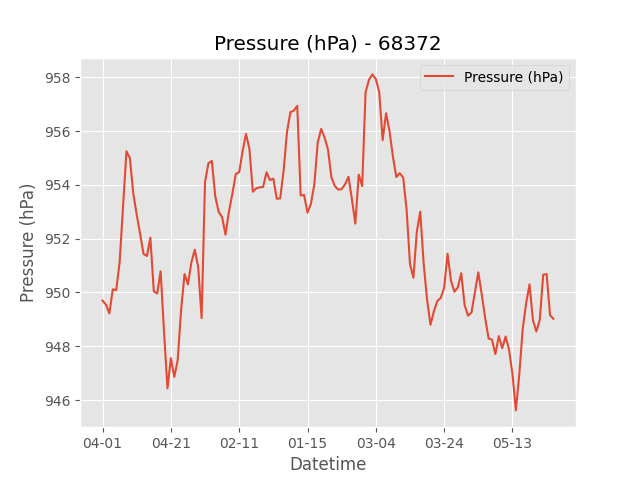 Pressure (hPa) - 68372
Pressure (hPa)
958
956
954
952
950
948
946
Pressure (hPa)
04-01 04-21 02-11 01-15 03-04 03-24 05-13
Datetime